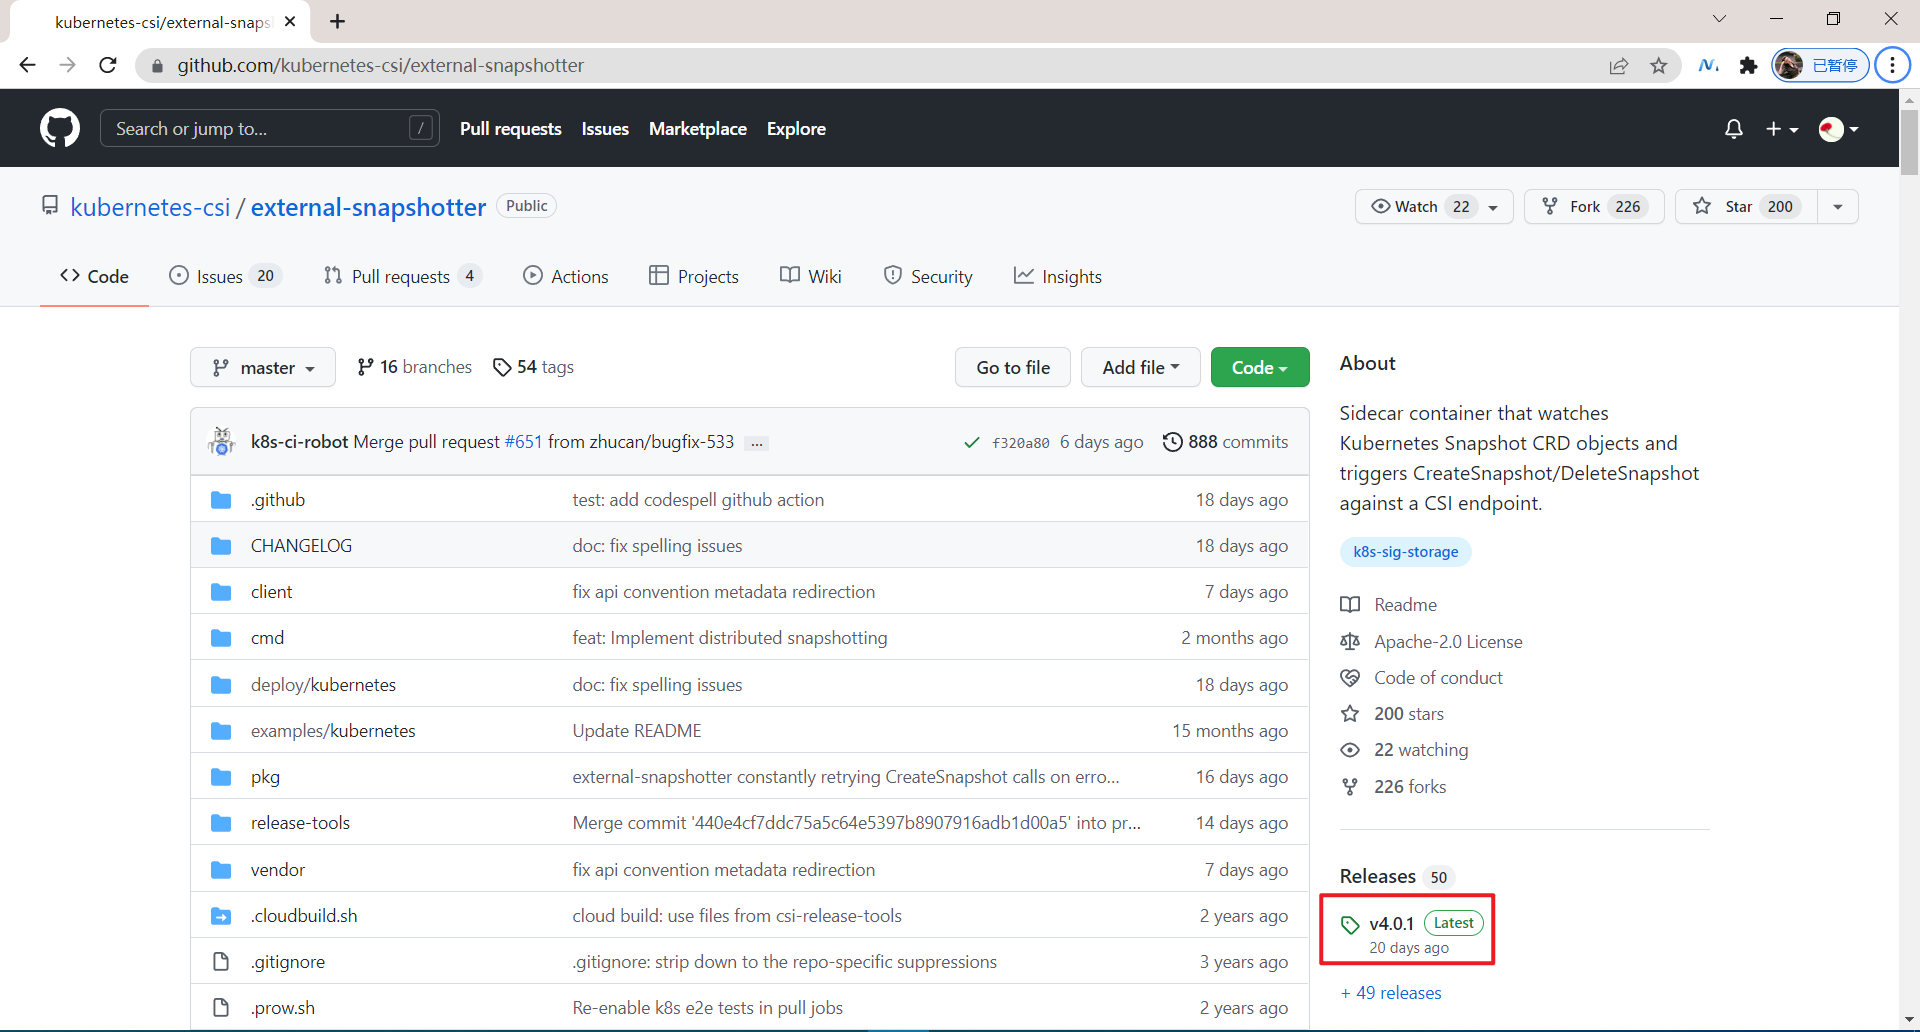 kubernetes-csi/external-snaps
github.com/kubernetes-csi/external-snapshotter
已暂停
Search or jump to...
/
Pull requests
Issues
Marketplace
Explore
kubernetes-csi / external-snapshotter
Public
Watch 22
Fork 226
Star 200
Code
Issues 20
Pull requests 4
Actions
Projects
Wiki
Security
Insights
master
16 branches
54 tags
Go to file
Add file
Code
k8s-ci-robot Merge pull request #651 from zhucan/bugfix-533 ...
f320a80 6 days ago
888 commits
.github test: add codespell github action 18 days ago
CHANGELOG doc: fix spelling issues 18 days ago
client fix api convention metadata redirection 7 days ago
cmd feat: Implement distributed snapshotting 2 months ago
deploy/kubernetes doc: fix spelling issues 18 days ago
examples/kubernetes Update README 15 months ago
pkg external-snapshotter constantly retrying CreateSnapshot calls on erro... 16 days ago
release-tools Merge commit '440e4cf7ddc75a5c64e5397b8907916adb1d00a5' into pr... 14 days ago
vendor fix api convention metadata redirection 7 days ago
.cloudbuild.sh cloud build: use files from csi-release-tools 2 years ago
.gitignore .gitignore: strip down to the repo-specific suppressions 3 years ago
.prow.sh Re-enable k8s e2e tests in pull jobs 2 years ago
About
Sidecar container that watches
Kubernetes Snapshot CRD objects and
triggers CreateSnapshot/DeleteSnapshot
against a CSI endpoint.
k8s-sig-storage
Readme
Apache-2.0 License
Code of conduct
200 stars
22 watching
226 forks
Releases 50
v4.0.1 Latest
20 days ago
+ 49 releases